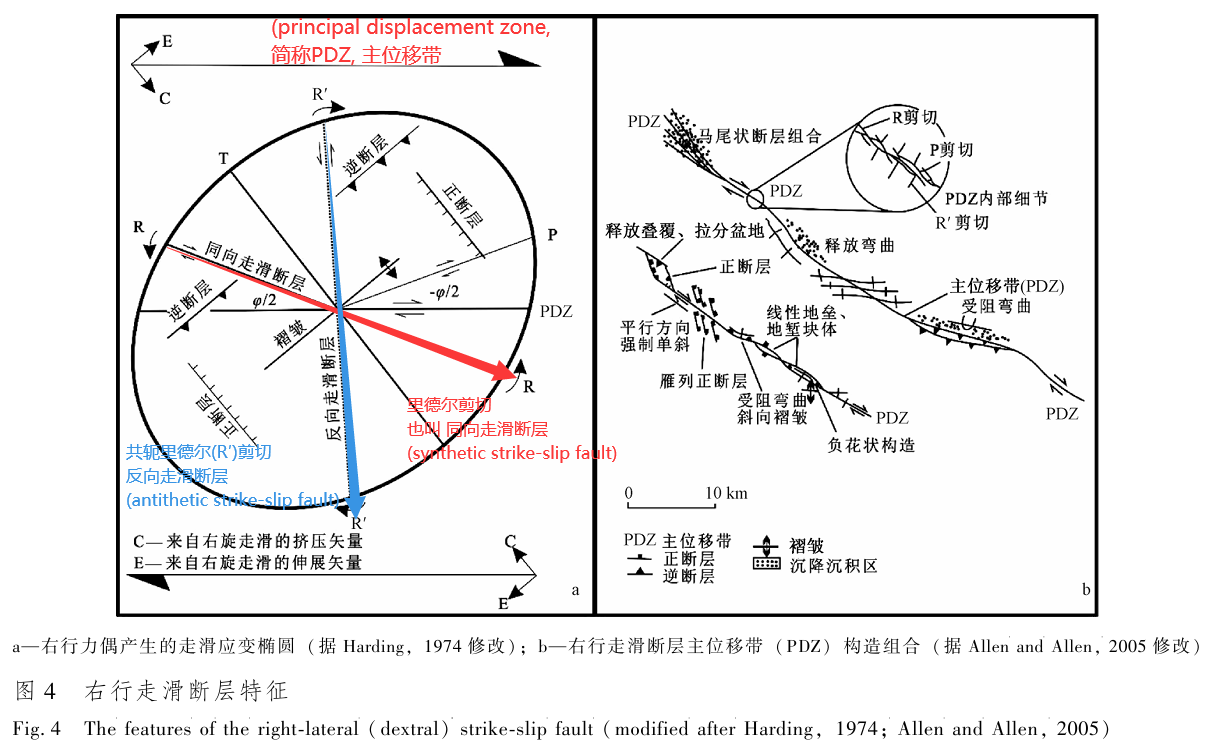 (principal displacement zone,
简称PDZ, 主位移带
E
C
R′
T
逆断层
正断层
R
P
同向走滑断层
逆断层
φ/2
-φ/2
PDZ
褶皱
反向走滑断层
正断层
R
里德尔剪切
也叫 同向走滑断层
(synthetic strike-slip fault)
共轭里德尔(R′)剪切
反向走滑断层
(antithetic strike-slip fault)
R′
C—来自右旋走滑的挤压矢量
E—来自右旋走滑的伸展矢量
C
E
a
PDZ
马尾状断层组合
R剪切
P剪切
PDZ
PDZ内部细节
R′剪切
释放叠覆、拉分盆地
正断层
释放弯曲
主位移带(PDZ)
受阻弯曲
线性地垒、
地堑块体
平行方向
强制单斜
雁列正断层
受阻弯曲
斜向褶皱
PDZ
负花状构造
PDZ
0
10 km
PDZ 主位移带
正断层
逆断层
褶皱
沉降沉积区
b
a—右行力偶产生的走滑应变椭圆（据 Harding, 1974 修改）; b—右行走滑断层主位移带（PDZ）构造组合（据 Allen and Allen, 2005 修改）
图 4 右行走滑断层特征
Fig. 4 The features of the right-lateral (dextral) strike-slip fault (modified after Harding, 1974; Allen and Allen, 2005)